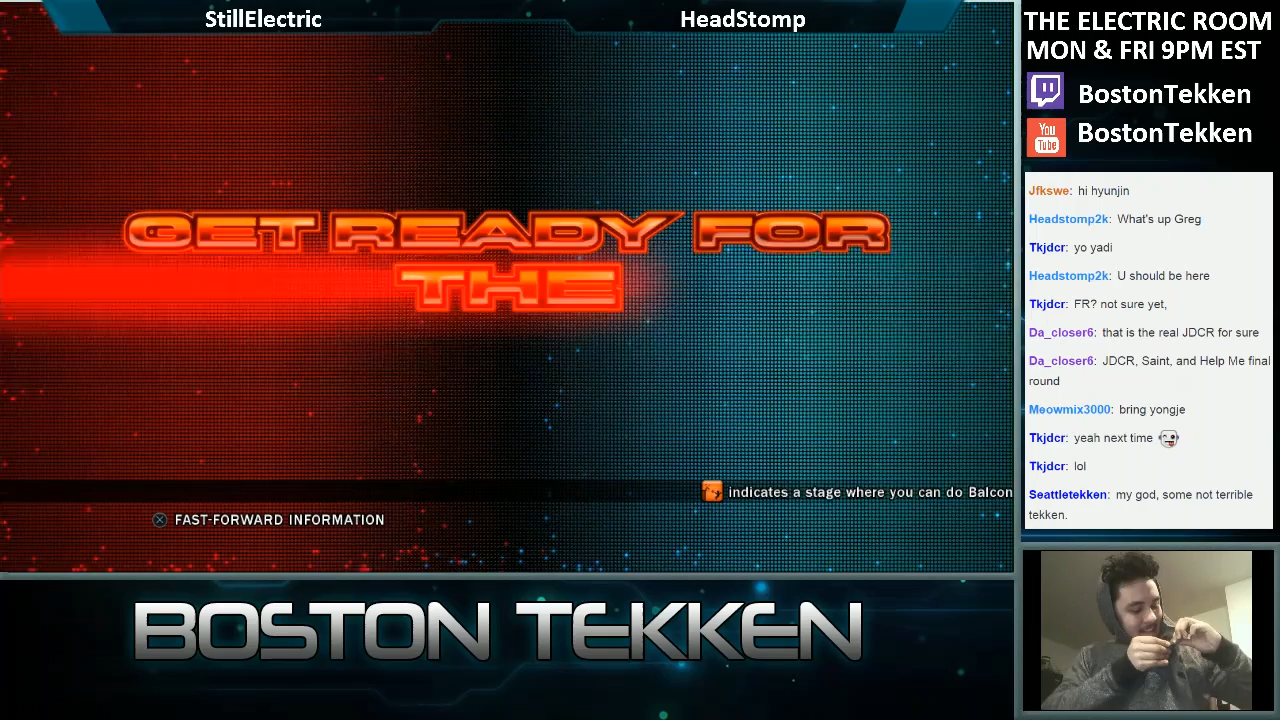 StillElectric
HeadStomp
GET READY FOR
THE
indicates a stage where you can do Balcon
FAST-FORWARD INFORMATION
BOSTON TEKKEN
THE ELECTRIC ROOM
MON & FRI 9PM EST
BostonTekken
You
Tube
BostonTekken
Jfkswe: hi hyunjin
Headstomp2k: What's up Greg
Tkjdcr: yo yadi
Headstomp2k: U should be here
Tkjdcr: FR? not sure yet,
Da_closer6: that is the real JDCR for sure
Da_closer6: JDCR, Saint, and Help Me final
round
Meowmix3000: bring yongje
Tkjdcr: yeah next time
Tkjdcr: lol
Seattletekken: my god, some not terrible
tekken.